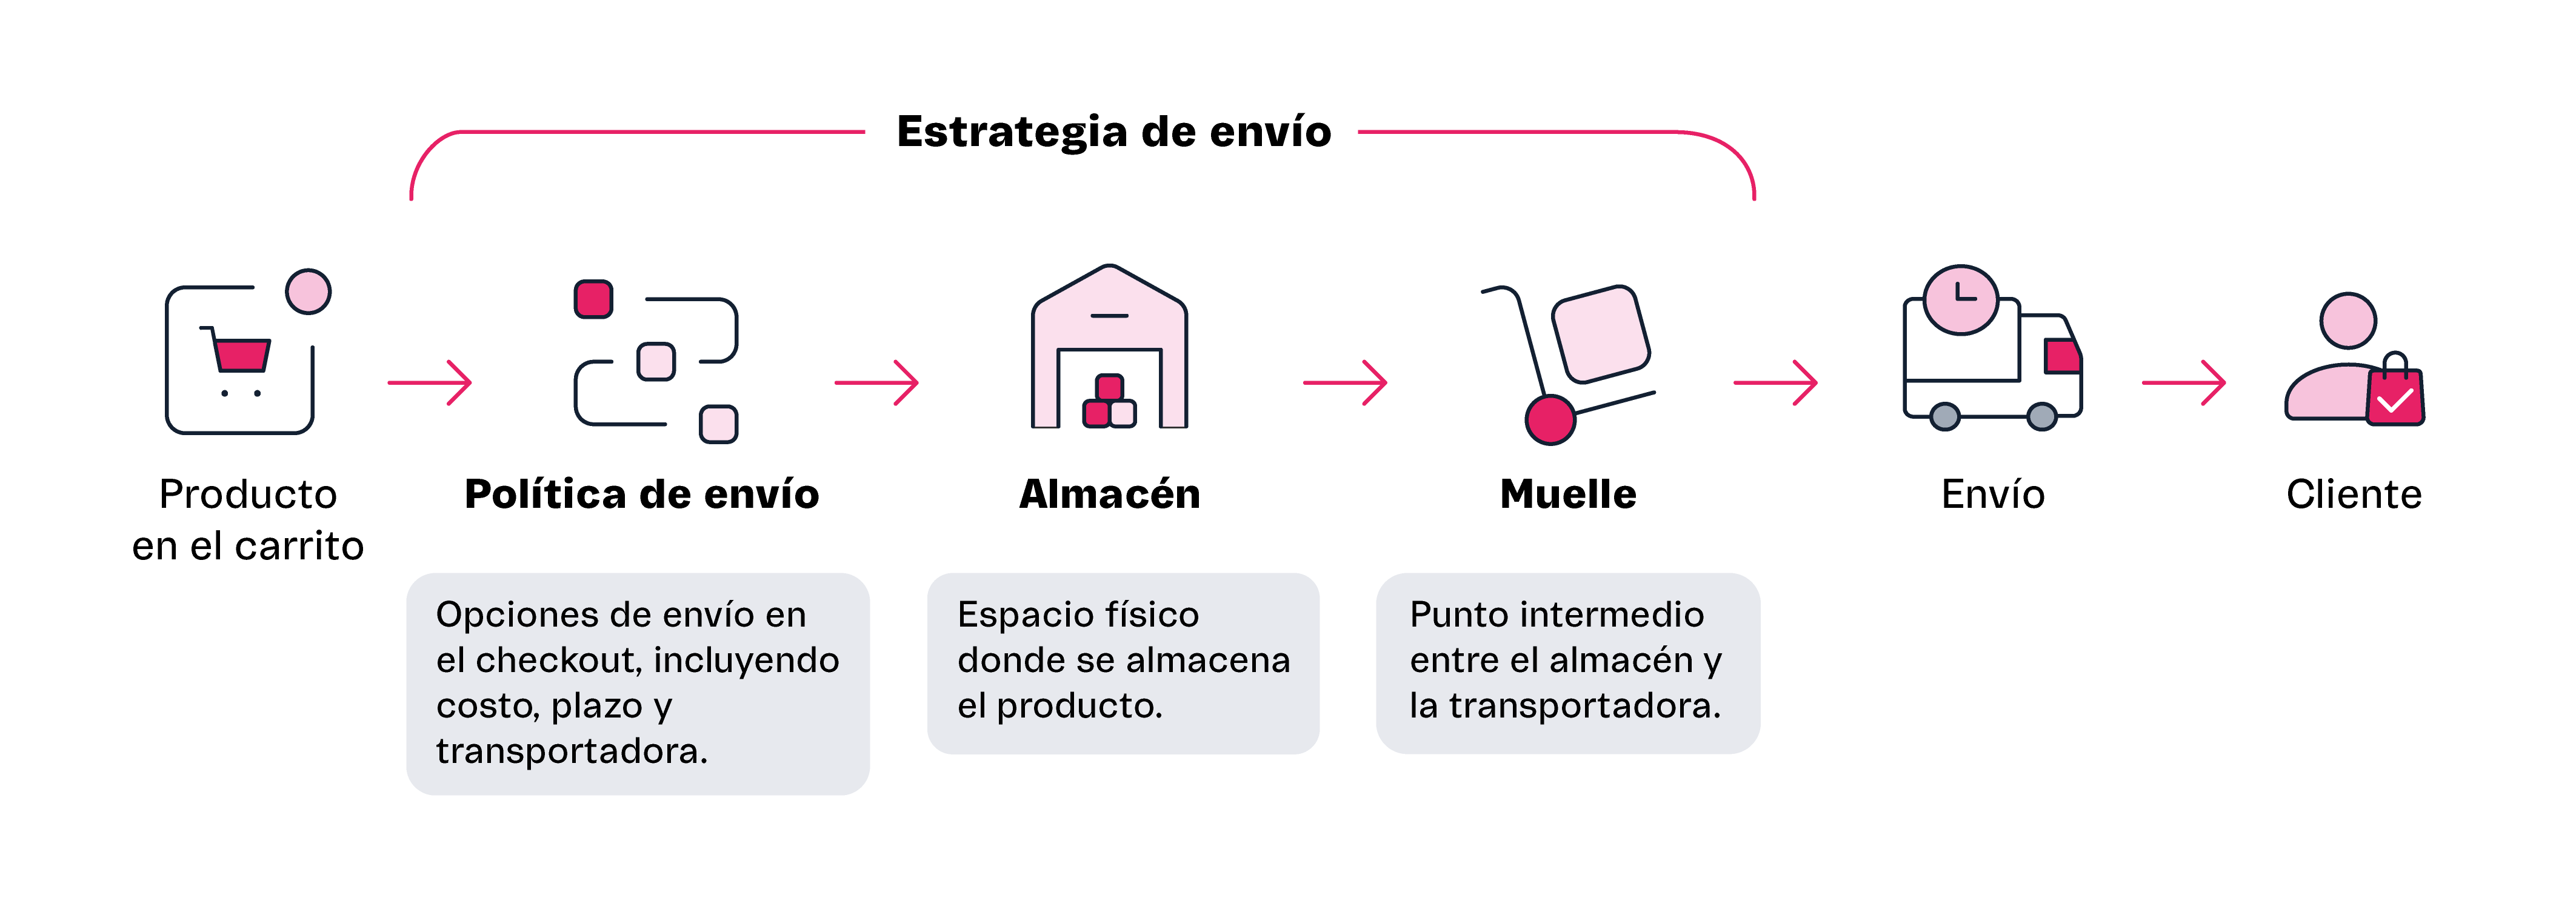 Estrategia de envío
Producto
en el carrito
Política de envío
Almacén
Muelle
Envío
Cliente
Opciones de envío en
el checkout, incluyendo
costo, plazo y
transportadora.
Espacio físico
donde se almacena
el producto.
Punto intermedio
entre el almacén y
la transportadora.